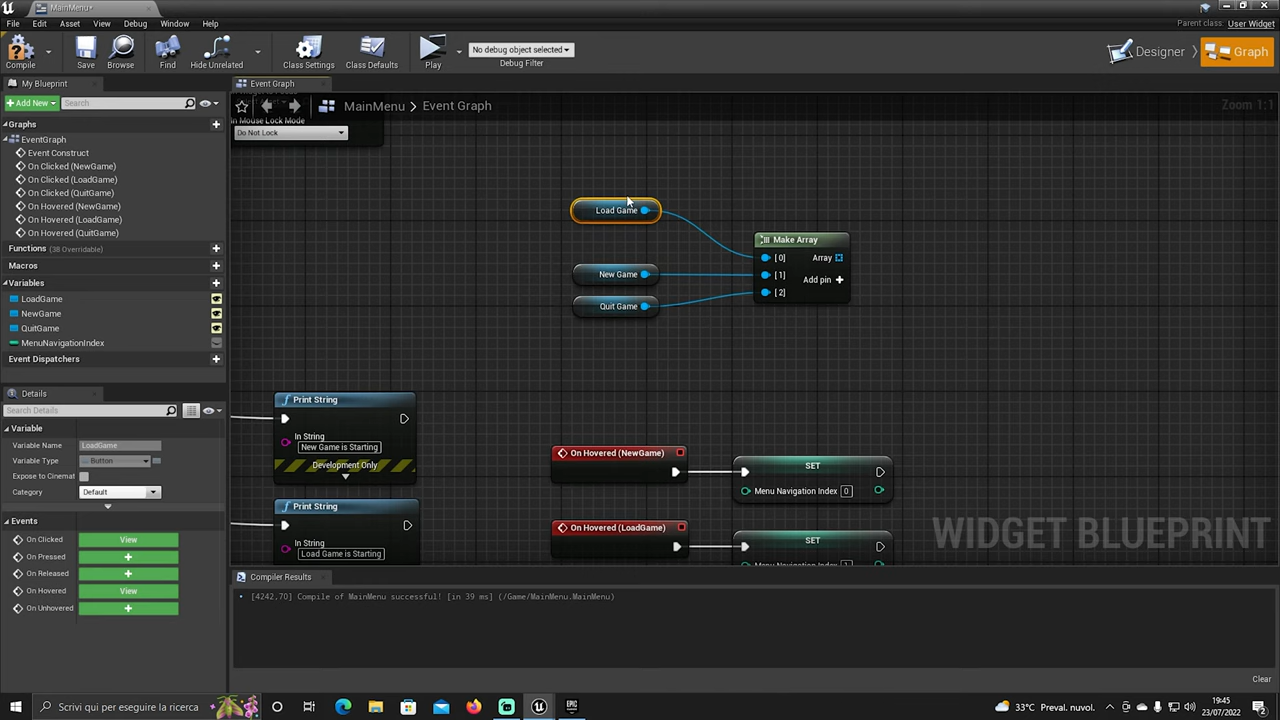 MainMenu*
File Edit Asset View Debug Window Help
Parent class: User Widget
Compile Save Browse Find Hide Unrelated Class Settings Class Defaults Play
No debug object selected
Debug Filter
Designer Graph
My Blueprint
Event Graph
Add New Search
MainMenu > Event Graph
Zoom 1:1
Graphs
EventGraph
Event Construct
On Clicked (NewGame)
On Clicked (LoadGame)
On Clicked (QuitGame)
On Hovered (NewGame)
On Hovered (LoadGame)
On Hovered (QuitGame)
Functions (38 Overridable)
Macros
Variables
LoadGame
NewGame
QuitGame
MenuNavigationIndex
Event Dispatchers
Details
Search Details
Variable
Variable Name LoadGame
Variable Type Button
Expose to Cinemat
Category Default
Events
On Clicked View
On Pressed +
On Released +
On Hovered View
On Unhovered +
In Mouse Lock Mode
Do Not Lock
Load Game
New Game
Quit Game
Make Array
[0] Array
[1] Add pin +
[2]
Print String
In String
New Game is Starting
Development Only
Print String
In String
Load Game is Starting
On Hovered (NewGame)
SET
Menu Navigation Index 0
On Hovered (LoadGame)
SET
WIDGET BLUEPRINT
Compiler Results
[4242,70] Compile of MainMenu successful! [in 39 ms] (/Game/MainMenu.MainMenu)
Clear
Scrivi qui per eseguire la ricerca
33°C Preval. nuvol.
19:45
23/07/2022